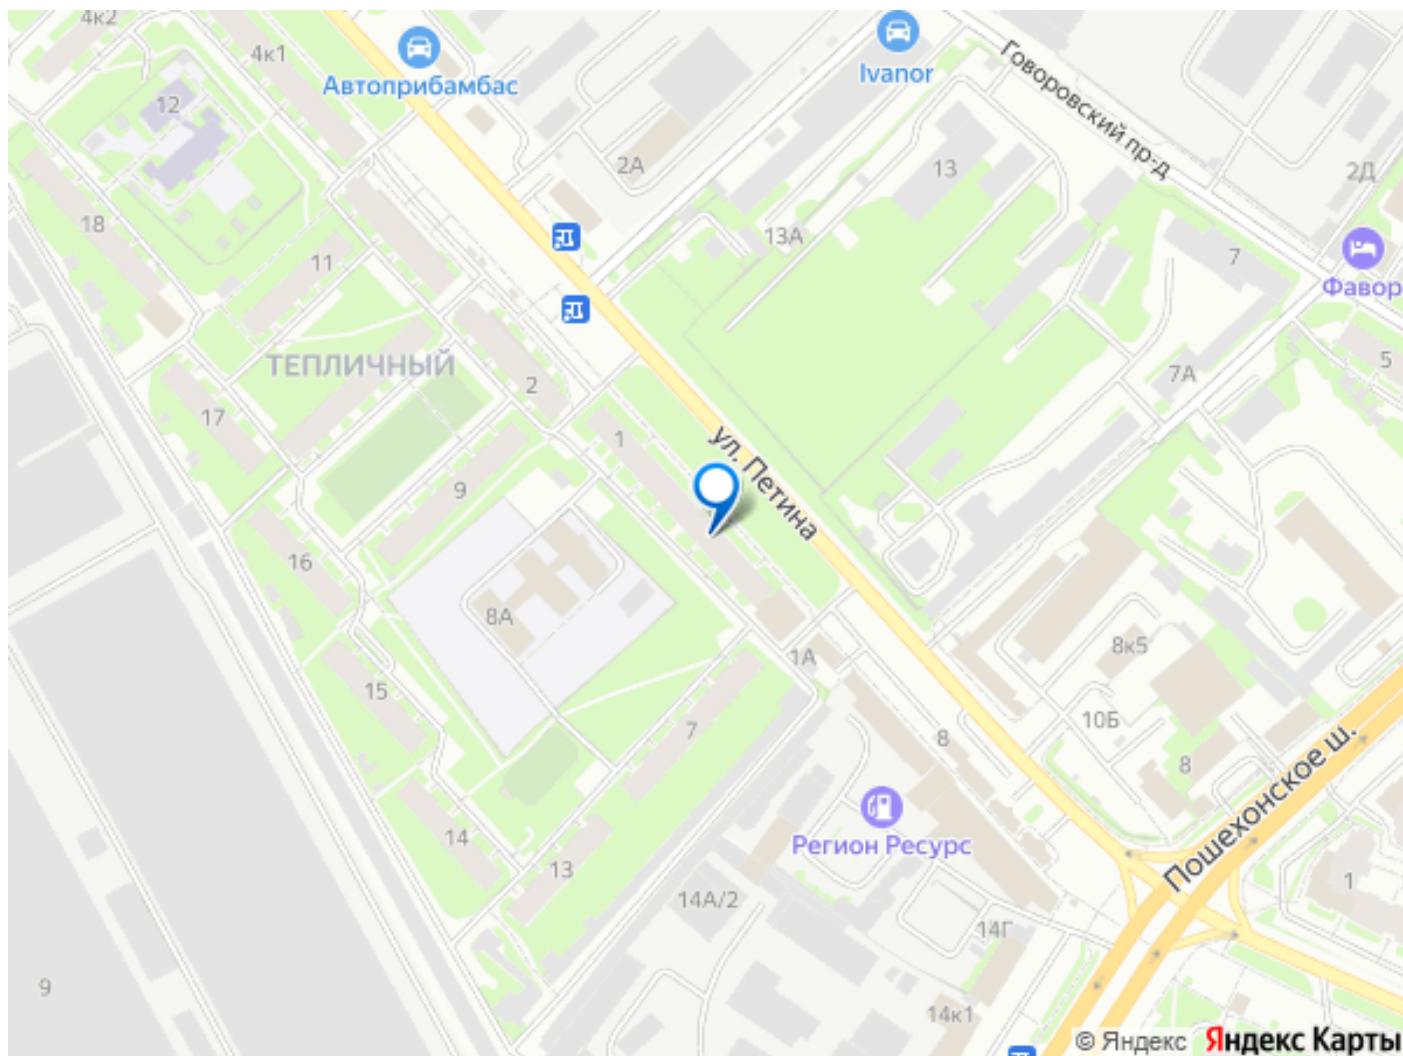 4к2
4к1
Автоприбамбас
Ivanor
Говоровский пр-д
12
2А
13
2Д
18
13А
11
7
Фавор
ТЕПЛИЧНЫЙ
2
7А
5
17
1
ул. Петина
9
16
8А
8к5
1А
15
7
10Б
8
8
Пошехонское ш.
Регион Ресурс
14
13
1
14А/2
14Г
9
14к1
© Яндекс Яндекс Карты